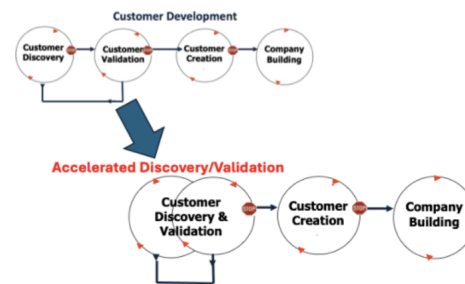 Customer Development
Customer
Discovery
Customer
Validation
Customer
Creation
Company
Building
Accelerated Discovery/Validation
Customer
Discovery &
Validation
Customer
Creation
Company
Building